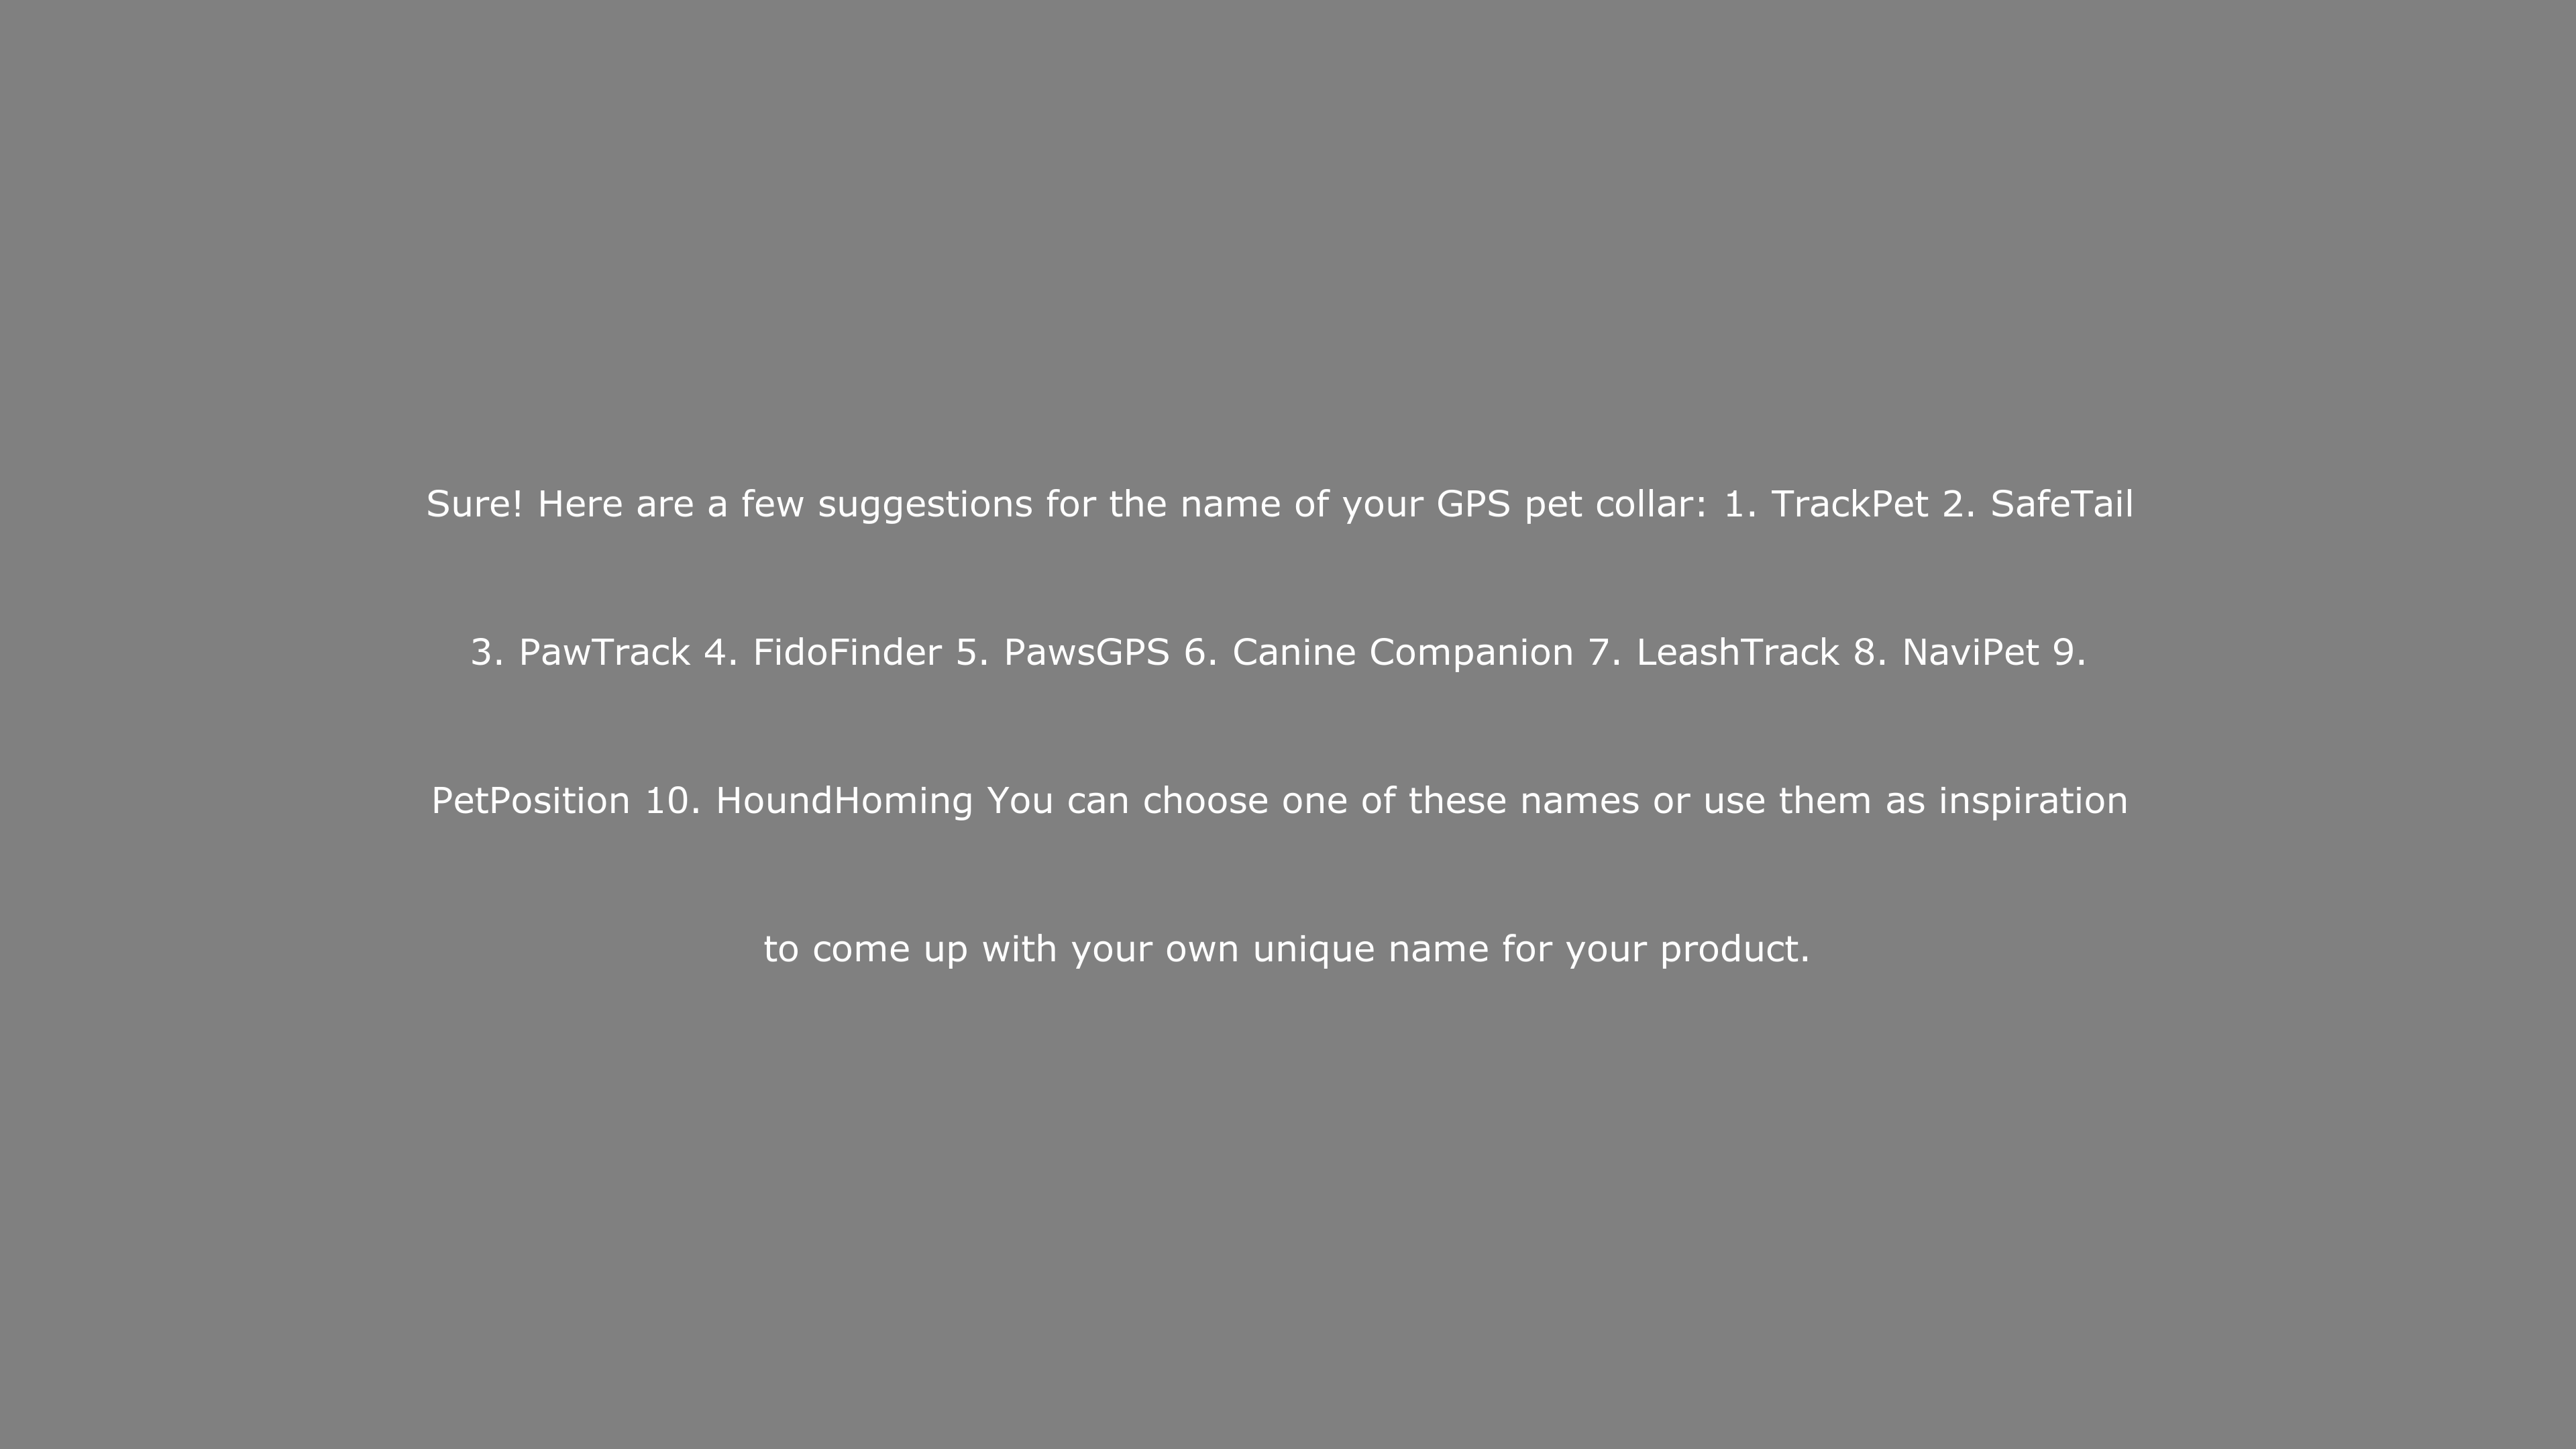 Sure! Here are a few suggestions for the name of your GPS pet collar: 1. TrackPet 2. SafeTail
3. PawTrack 4. FidoFinder 5. PawsGPS 6. Canine Companion 7. LeashTrack 8. NaviPet 9.
PetPosition 10. HoundHoming You can choose one of these names or use them as inspiration
to come up with your own unique name for your product.